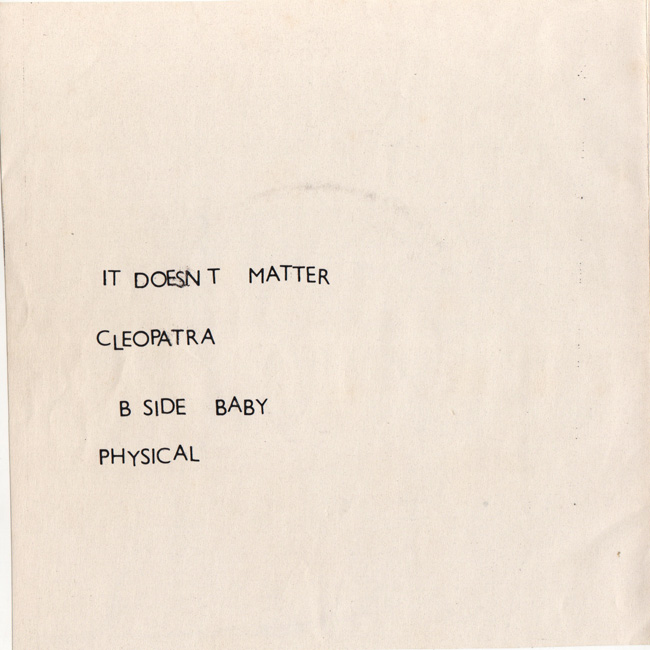 IT DOESN T MATTER
CLEOPATRA
B SIDE BABY
PHYSICAL